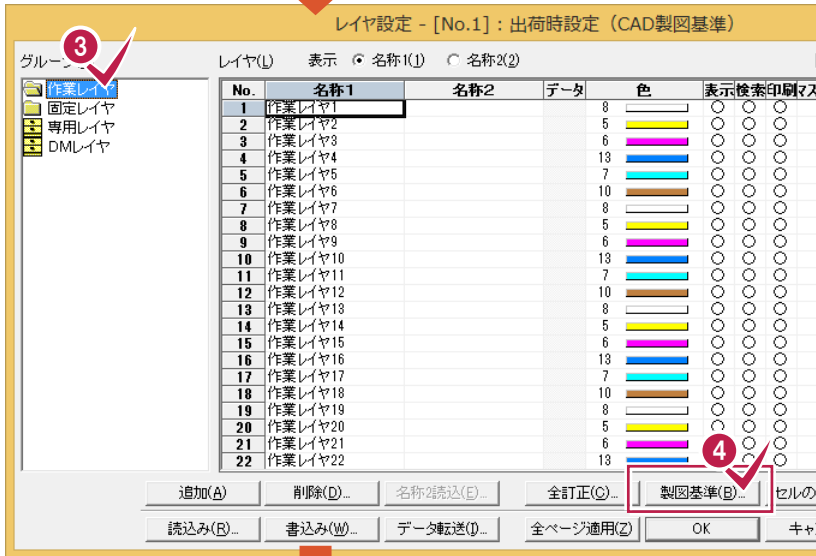 レイヤ設定 - [No.1] : 出荷時設定（CAD製図基準）
3
レイヤ(L) 表示 名称1(1) 名称2(2)
作業レイヤ
固定レイヤ
専用レイヤ
DMレイヤ
No. 名称1 名称2 データ 色 表示 検索 印刷 マス
1 作業レイヤ1 8
2 作業レイヤ2 5
3 作業レイヤ3 6
4 作業レイヤ4 13
5 作業レイヤ5 7
6 作業レイヤ6 10
7 作業レイヤ7 8
8 作業レイヤ8 5
9 作業レイヤ9 6
10 作業レイヤ10 13
11 作業レイヤ11 7
12 作業レイヤ12 10
13 作業レイヤ13 8
14 作業レイヤ14 5
15 作業レイヤ15 6
16 作業レイヤ16 13
17 作業レイヤ17 7
18 作業レイヤ18 10
19 作業レイヤ19 8
20 作業レイヤ20 5
21 作業レイヤ21 6
22 作業レイヤ22 13
4
追加(A) 削除(D)... 名称2読込(E)... 全訂正(C)... 製図基準(B)... セルの
読込み(R)... 書込み(W)... データ転送(I)... 全ページ適用(Z) OK キャ